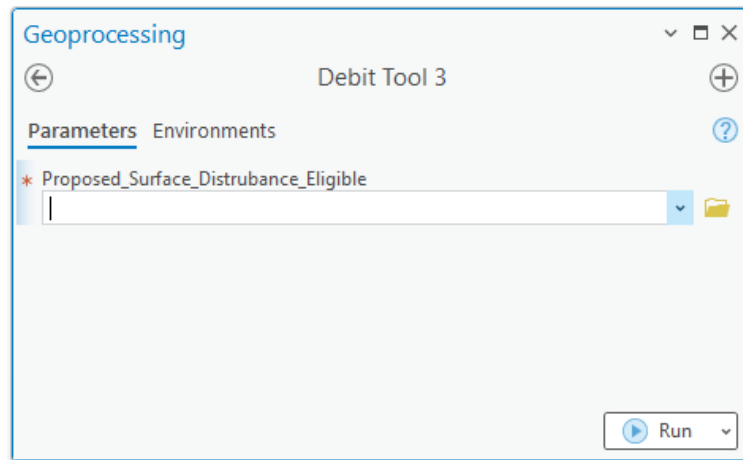 Geoprocessing
Debit Tool 3
Parameters Environments
* Proposed_Surface_Distrubance_Eligible
Run